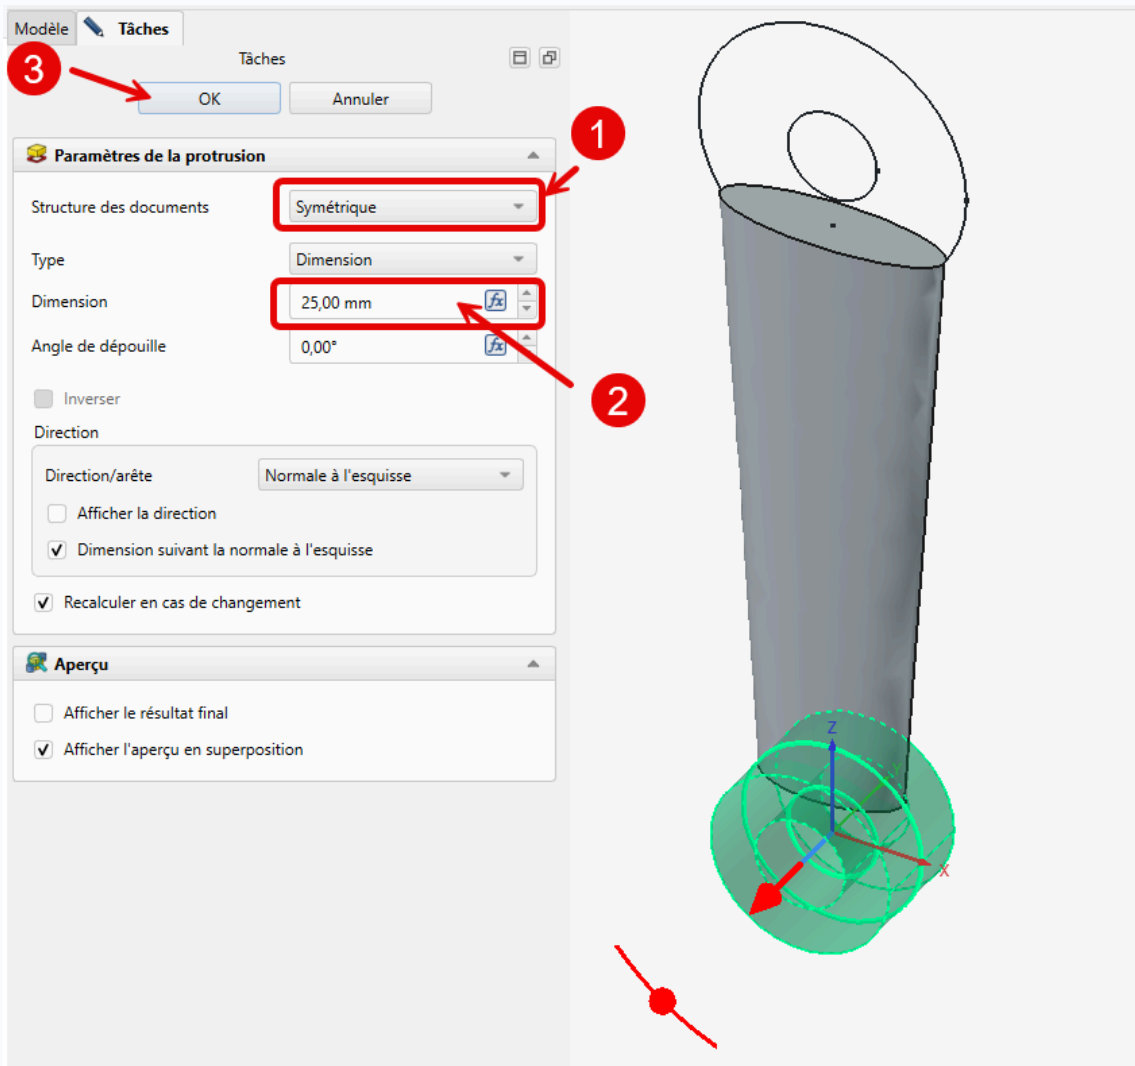 Modèle
Tâches
Tâches
3
OK
Annuler
1
Paramètres de la protrusion
Structure des documents
Symétrique
Type
Dimension
Dimension
25,00 mm
fx
Angle de dépouille
0,00°
fx
2
Inverser
Direction
Direction/arête
Normale à l'esquisse
Afficher la direction
Dimension suivant la normale à l'esquisse
Recalculer en cas de changement
Aperçu
Afficher le résultat final
Afficher l'aperçu en superposition
Z
Y
X